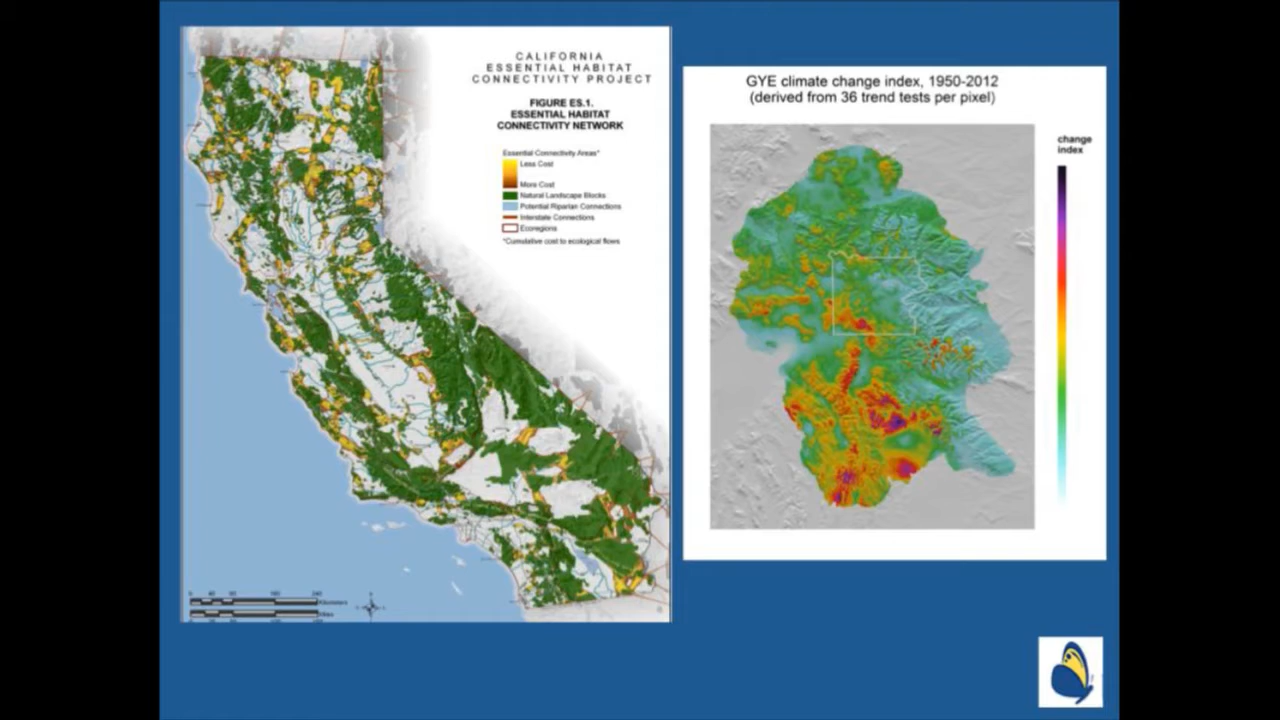 CALIFORNIA
ESSENTIAL HABITAT
CONNECTIVITY PROJECT
FIGURE ES.1.
ESSENTIAL HABITAT
CONNECTIVITY NETWORK
Essential Connectivity Areas*
Less Cost
More Cost
Natural Landscape Blocks
Potential Riparian Connections
Interstate Connections
Ecoregions
*Cumulative cost to ecological flows
Kilometers
Miles
GYE climate change index, 1950-2012
(derived from 36 trend tests per pixel)
change
index